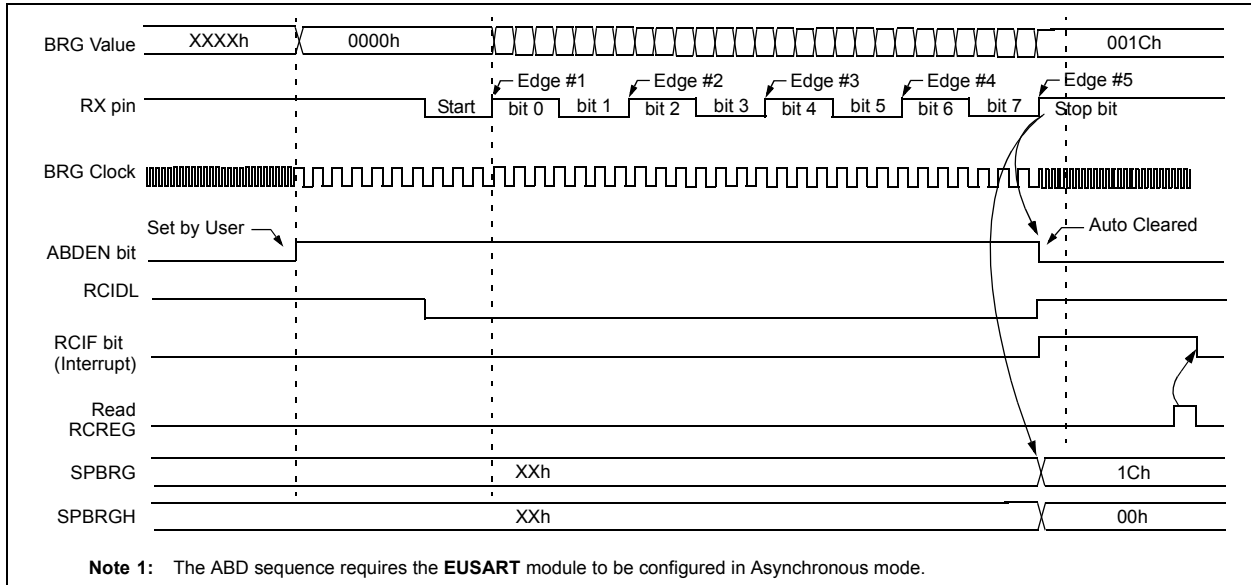 BRG Value XXXXh 0000h 001Ch
Edge #1 Edge #2 Edge #3 Edge #4 Edge #5
RX pin Start bit 0 bit 1 bit 2 bit 3 bit 4 bit 5 bit 6 bit 7 Stop bit
BRG Clock
Set by User Auto Cleared
ABDEN bit
RCIDL
RCIF bit
(Interrupt)
Read
RCREG
SPBRG XXh 1Ch
SPBRGH XXh 00h
Note 1: The ABD sequence requires the EUSART module to be configured in Asynchronous mode.